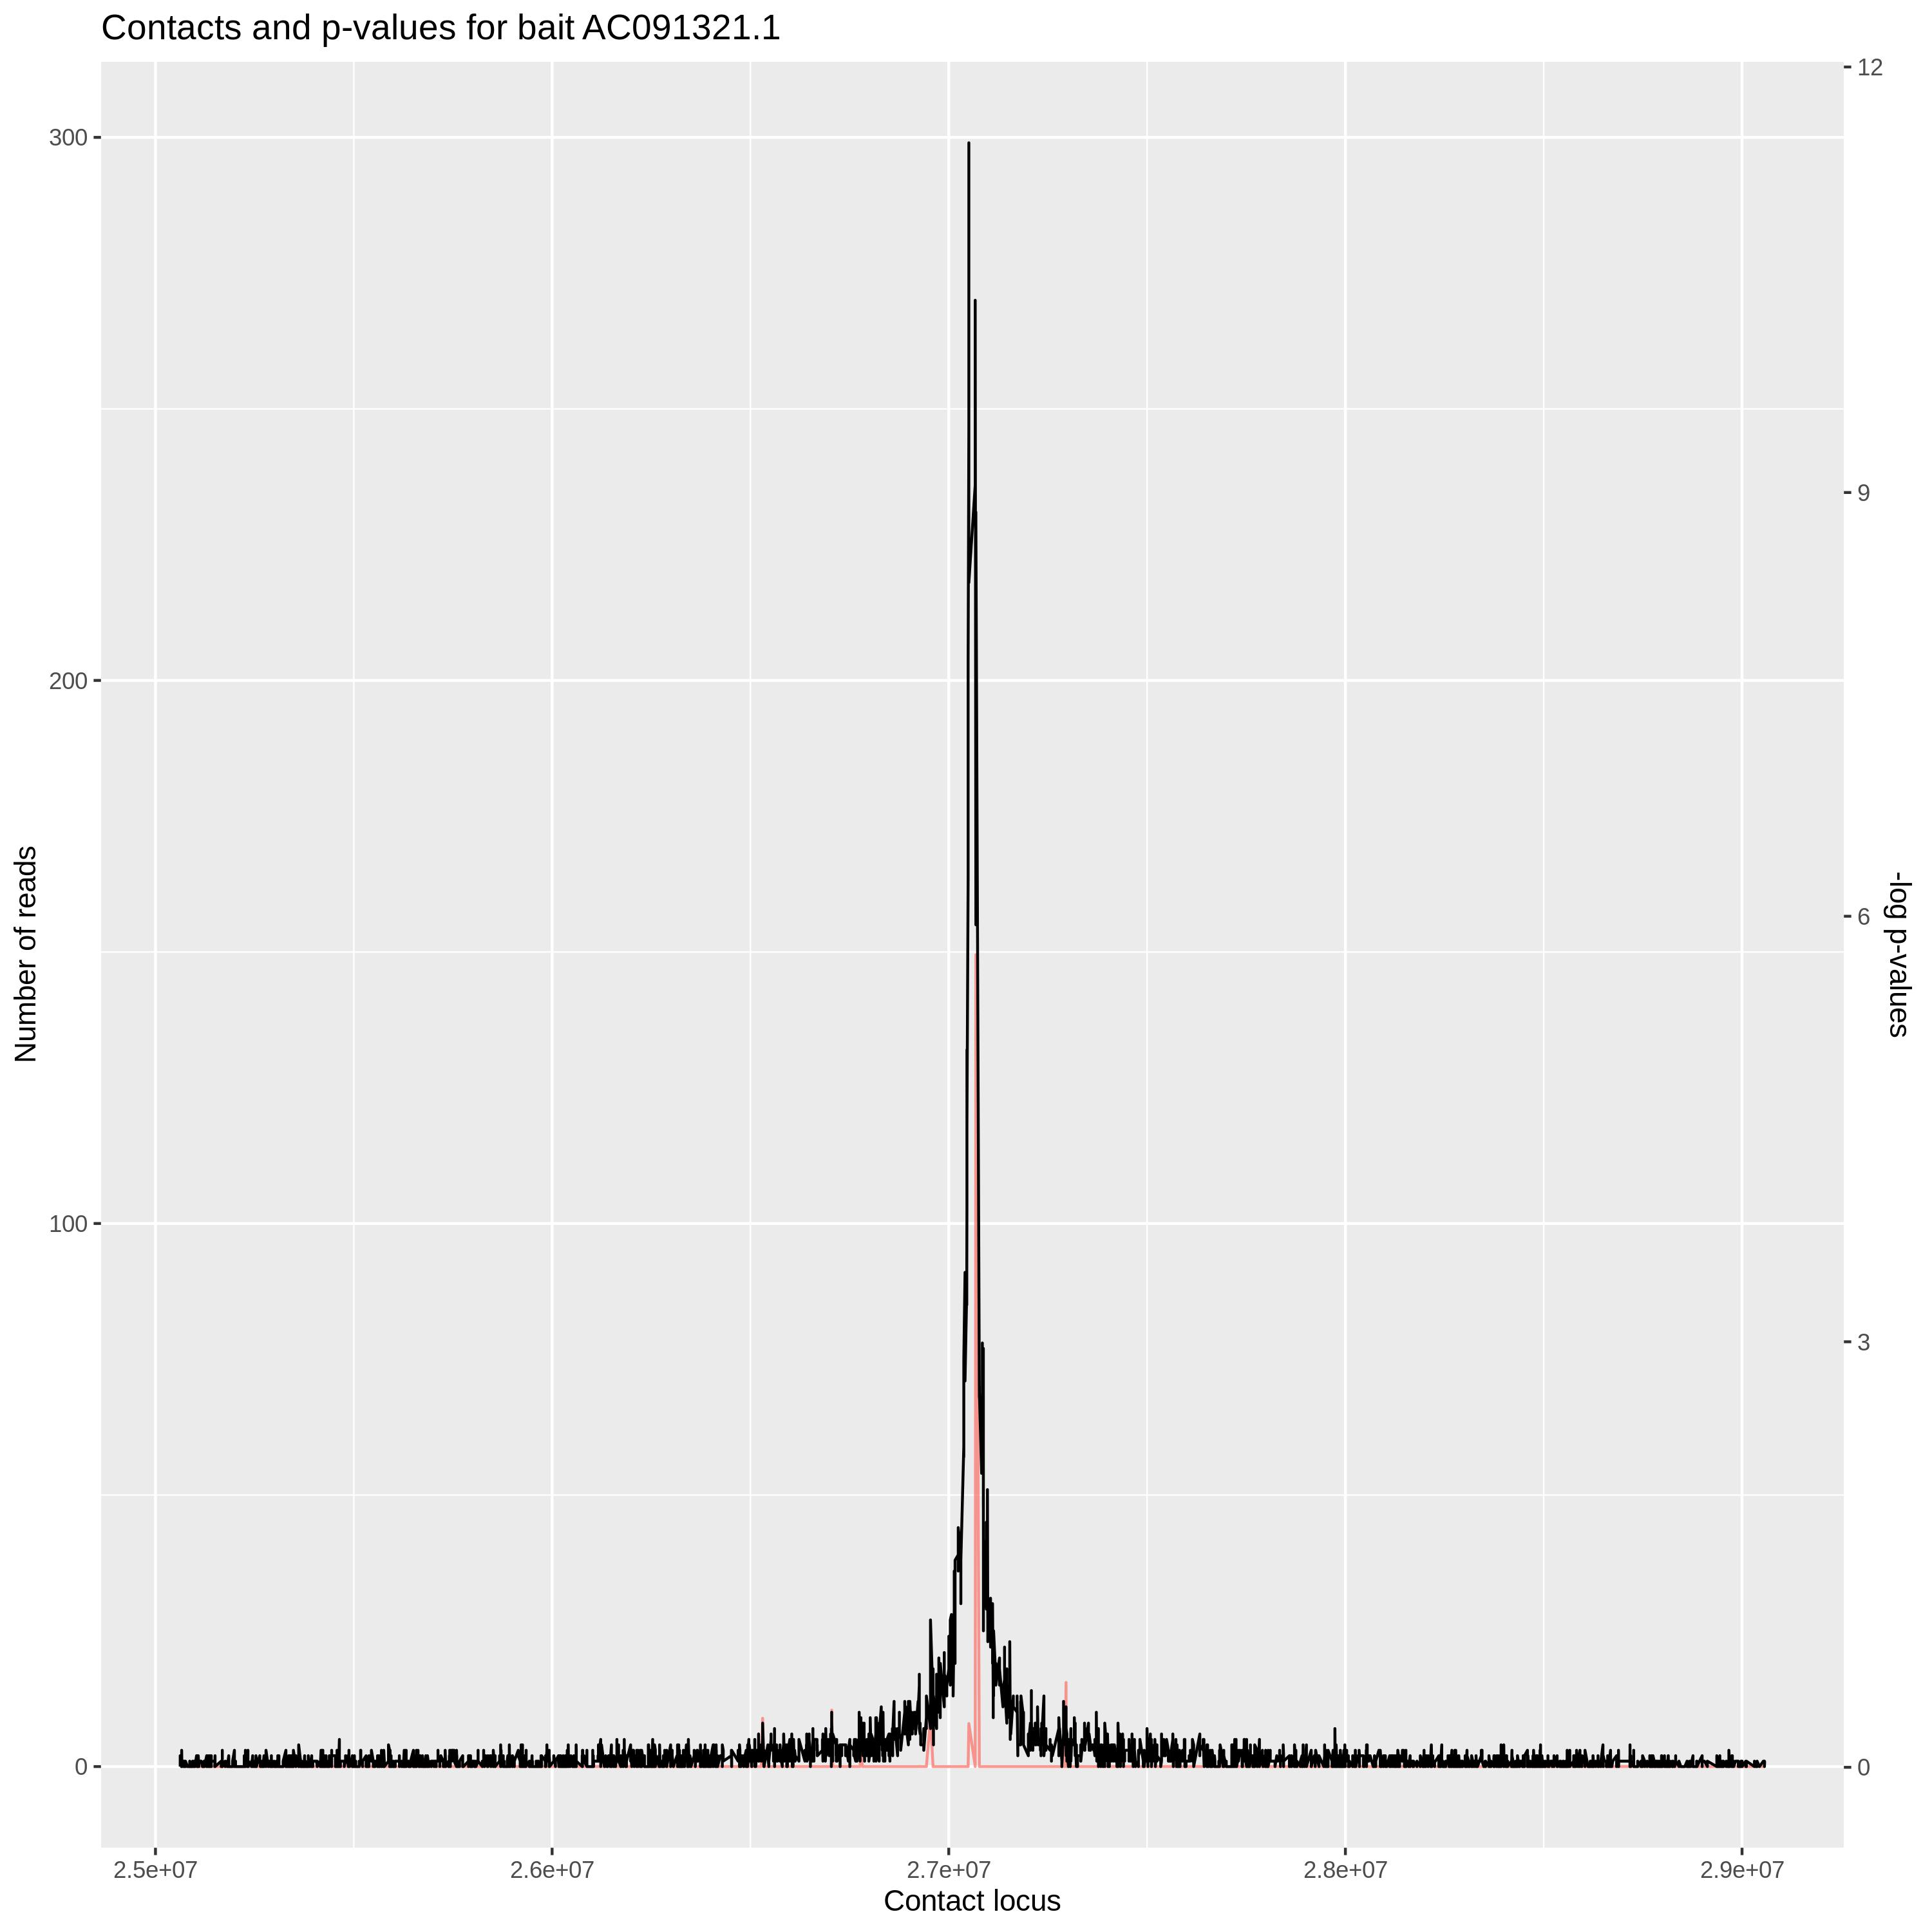 Contacts and p-values for bait AC091321.1
300
200
100
0
Number of reads
12
9
6
3
0
-log p-values
2.5e+07
2.6e+07
2.7e+07
2.8e+07
2.9e+07
Contact locus